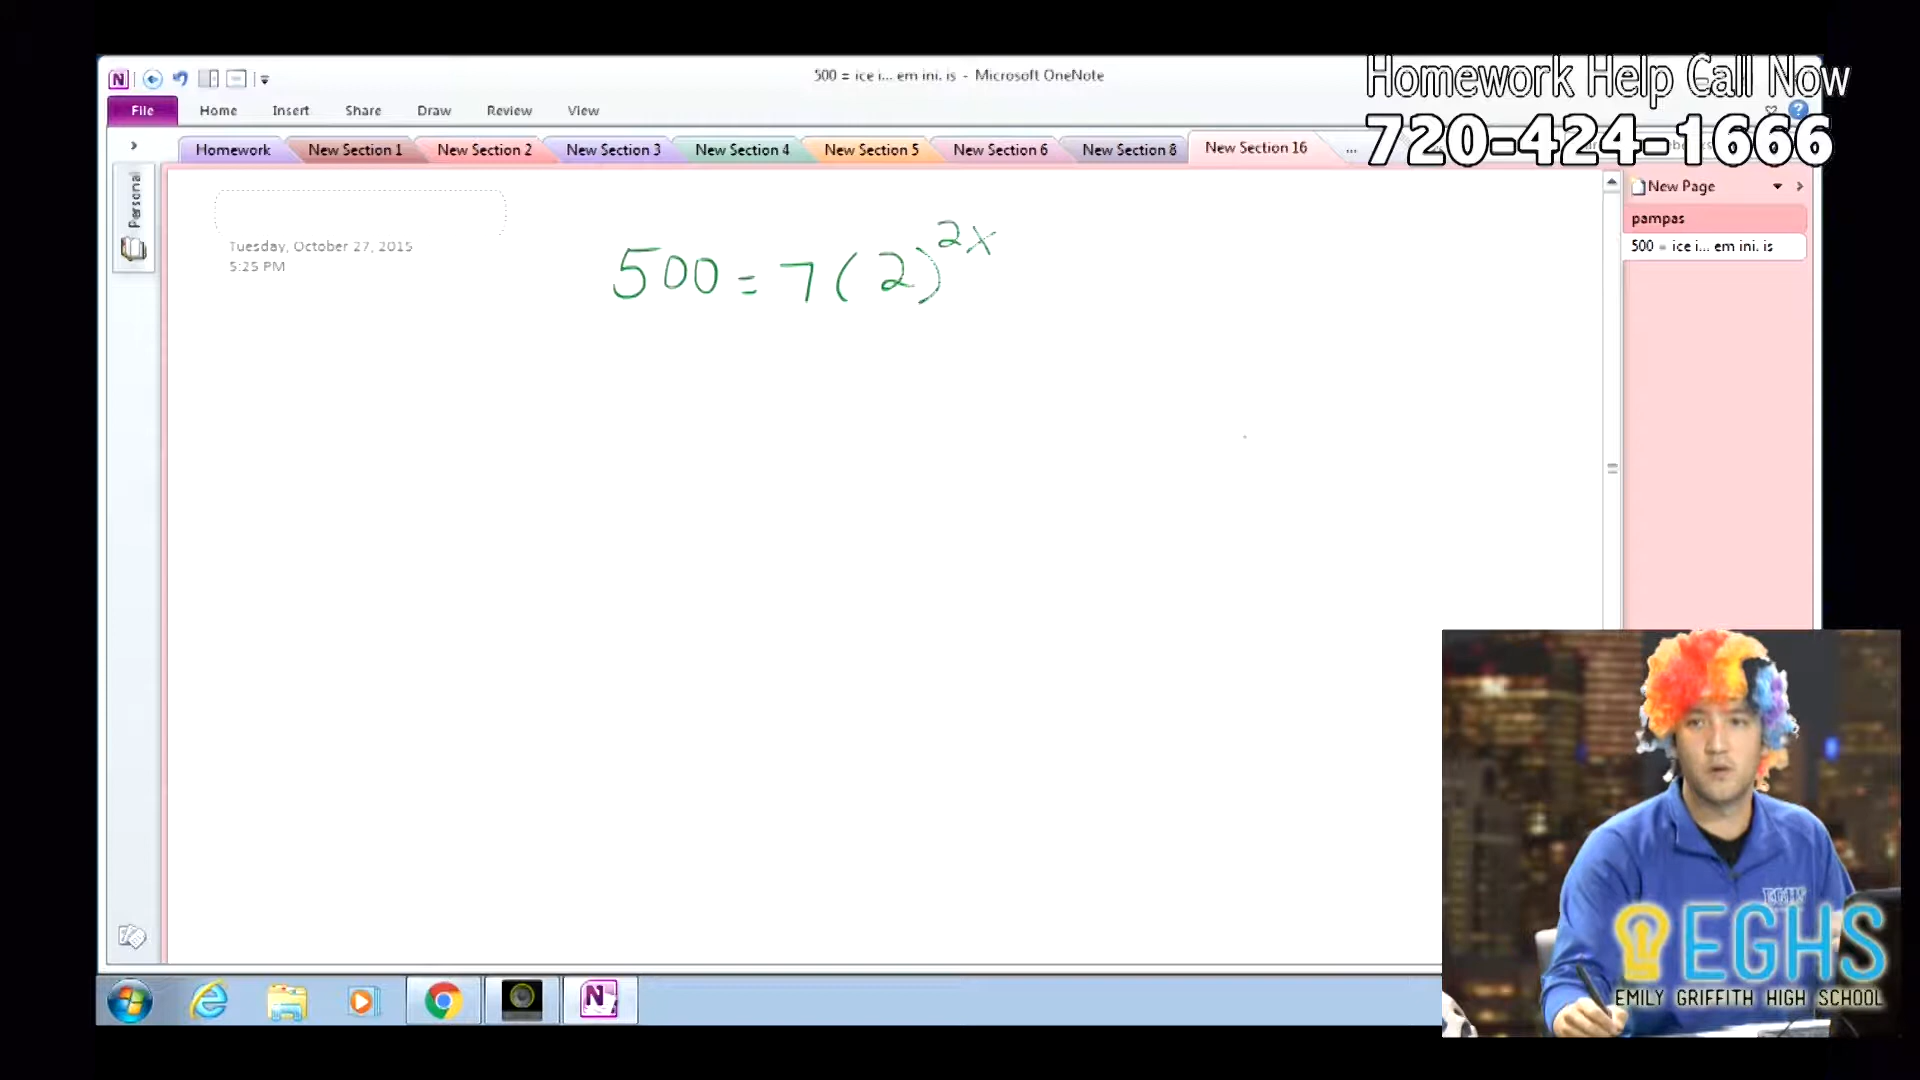 500 = ice i... em ini. is - Microsoft OneNote
Homework Help Call Now
720-424-1666
File Home Insert Share Draw Review View
Homework New Section 1 New Section 2 New Section 3 New Section 4 New Section 5 New Section 6 New Section 8 New Section 16 ...
Personal
New Page
pampas
500 = ice i... em ini. is
Tuesday, October 27, 2015
5:25 PM
500 = 7(2)^2x
EGHS
EGHS
EMILY GRIFFITH HIGH SCHOOL